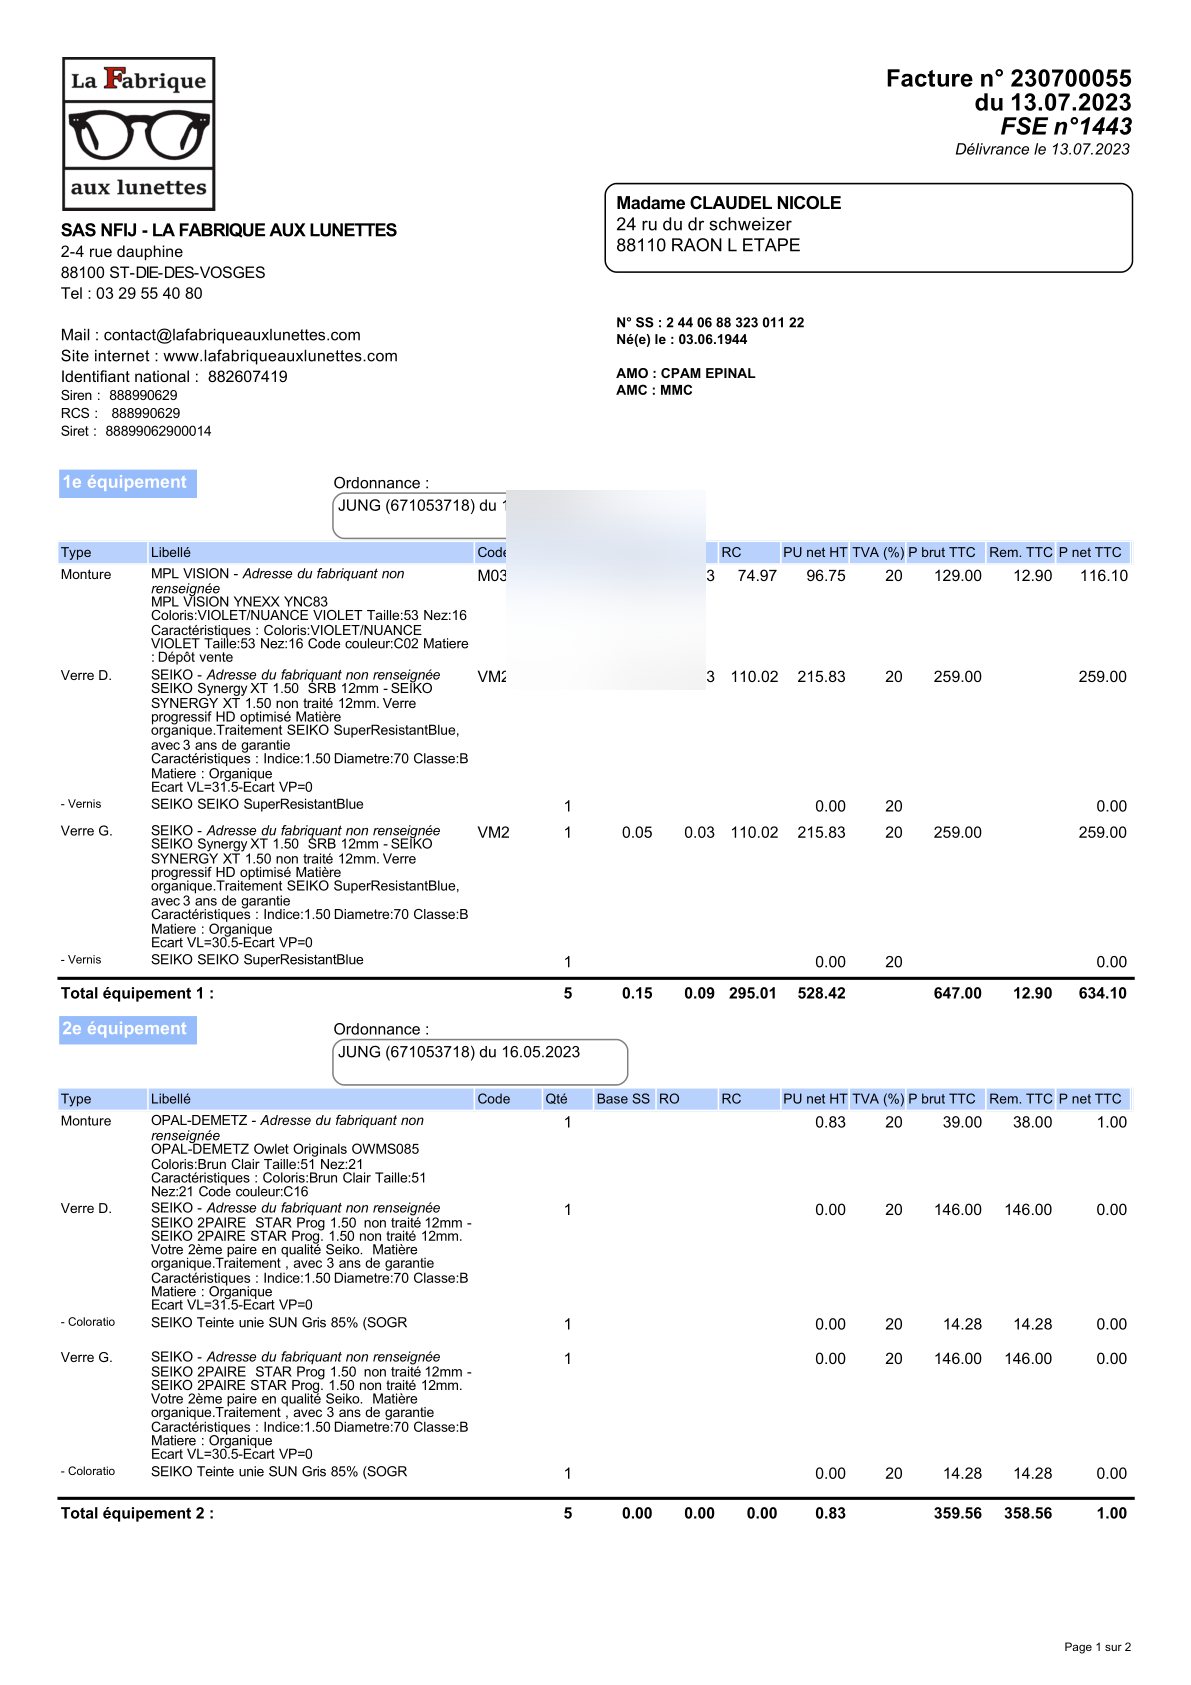 La Fabrique
aux lunettes
Facture n° 230700055
du 13.07.2023
FSE n°1443
Délivrance le 13.07.2023
SAS NFIJ - LA FABRIQUE AUX LUNETTES
2-4 rue dauphine
88100 ST-DIE-DES-VOSGES
Tel : 03 29 55 40 80
Madame CLAUDEL NICOLE
24 ru du dr schweizer
88110 RAON L ETAPE
Mail : contact@lafabriqueauxlunettes.com
Site internet : www.lafabriqueauxlunettes.com
Identifiant national : 882607419
Siren : 888990629
RCS : 888990629
Siret : 88899062900014
N° SS : 2 44 06 88 323 011 22
Né(e) le : 03.06.1944
AMO : CPAM EPINAL
AMC : MMC
1e équipement
Ordonnance :
JUNG (671053718) du
Type Libellé Code RC PU net HT TVA (%) P brut TTC Rem. TTC P net TTC
Monture MPL VISION - Adresse du fabriquant non M03 3 74.97 96.75 20 129.00 12.90 116.10
renseignée
MPL VISION YNEXX YNC83
Coloris:VIOLET/NUANCE VIOLET Taille:53 Nez:16
Caractéristiques : Coloris:VIOLET/NUANCE
VIOLET Taille:53 Nez:16 Code couleur:C02 Matiere
: Dépôt vente
Verre D. SEIKO - Adresse du fabriquant non renseignée VM2 3 110.02 215.83 20 259.00 259.00
SEIKO Synergy XT 1.50 SRB 12mm - SEIKO
SYNERGY XT 1.50 non traité 12mm. Verre
progressif HD optimisé Matière
organique.Traitement SEIKO SuperResistantBlue,
avec 3 ans de garantie
Caractéristiques : Indice:1.50 Diametre:70 Classe:B
Matiere : Organique
Ecart VL=31.5-Ecart VP=0
- Vernis SEIKO SEIKO SuperResistantBlue 1 0.00 20 0.00
Verre G. SEIKO - Adresse du fabriquant non renseignée VM2 1 0.05 0.03 110.02 215.83 20 259.00 259.00
SEIKO Synergy XT 1.50 SRB 12mm - SEIKO
SYNERGY XT 1.50 non traité 12mm. Verre
progressif HD optimisé Matière
organique.Traitement SEIKO SuperResistantBlue,
avec 3 ans de garantie
Caractéristiques : Indice:1.50 Diametre:70 Classe:B
Matiere : Organique
Ecart VL=30.5-Ecart VP=0
- Vernis SEIKO SEIKO SuperResistantBlue 1 0.00 20 0.00
Total équipement 1 : 5 0.15 0.09 295.01 528.42 647.00 12.90 634.10
2e équipement
Ordonnance :
JUNG (671053718) du 16.05.2023
Type Libellé Code Qté Base SS RO RC PU net HT TVA (%) P brut TTC Rem. TTC P net TTC
Monture OPAL-DEMETZ - Adresse du fabriquant non 1 0.83 20 39.00 38.00 1.00
renseignée
OPAL-DEMETZ Owlet Originals OWMS085
Coloris:Brun Clair Taille:51 Nez:21
Caractéristiques : Coloris:Brun Clair Taille:51
Nez:21 Code couleur:C16
Verre D. SEIKO - Adresse du fabriquant non renseignée 1 0.00 20 146.00 146.00 0.00
SEIKO 2PAIRE STAR Prog 1.50 non traité 12mm -
SEIKO 2PAIRE STAR Prog. 1.50 non traité 12mm.
Votre 2ème paire en qualité Seiko. Matière
organique.Traitement , avec 3 ans de garantie
Caractéristiques : Indice:1.50 Diametre:70 Classe:B
Matiere : Organique
Ecart VL=31.5-Ecart VP=0
- Coloratio SEIKO Teinte unie SUN Gris 85% (SOGR 1 0.00 20 14.28 14.28 0.00
Verre G. SEIKO - Adresse du fabriquant non renseignée 1 0.00 20 146.00 146.00 0.00
SEIKO 2PAIRE STAR Prog 1.50 non traité 12mm -
SEIKO 2PAIRE STAR Prog. 1.50 non traité 12mm.
Votre 2ème paire en qualité Seiko. Matière
organique.Traitement , avec 3 ans de garantie
Caractéristiques : Indice:1.50 Diametre:70 Classe:B
Matiere : Organique
Ecart VL=30.5-Ecart VP=0
- Coloratio SEIKO Teinte unie SUN Gris 85% (SOGR 1 0.00 20 14.28 14.28 0.00
Total équipement 2 : 5 0.00 0.00 0.00 0.83 359.56 358.56 1.00
Page 1 sur 2